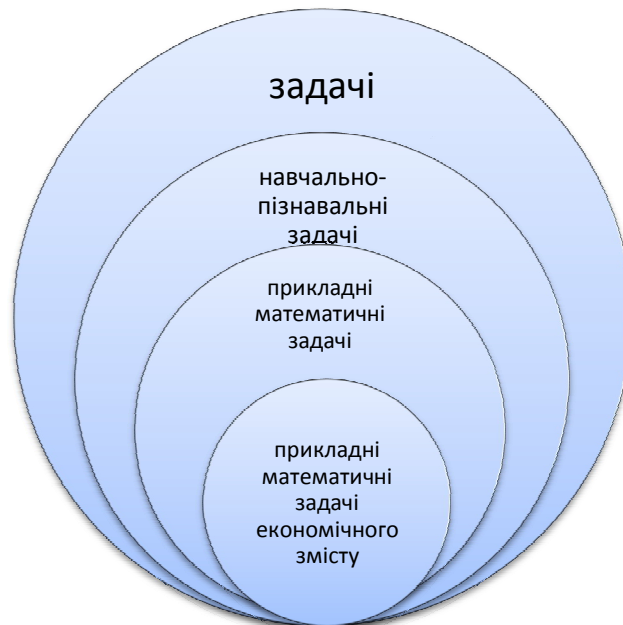 задачі
навчально-
пізнавальні
задачі
прикладні
математичні
задачі
прикладні
математичні
задачі
економічного
змісту